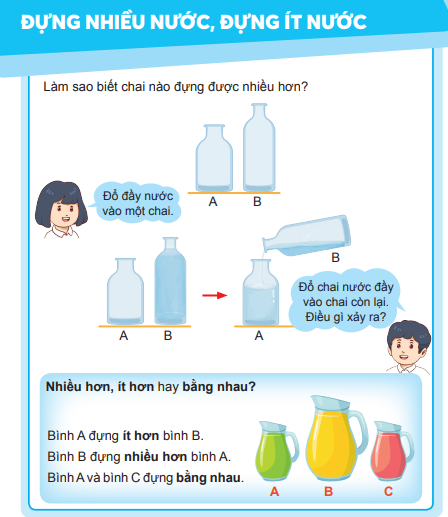 ĐỰNG NHIỀU NƯỚC, ĐỰNG ÍT NƯỚC
Làm sao biết chai nào đựng được nhiều hơn?
Đổ đầy nước
vào một chai.
A B
B
Đổ chai nước đầy
vào chai còn lại.
Điều gì xảy ra?
A B
A
Nhiều hơn, ít hơn hay bằng nhau?
Bình A đựng ít hơn bình B.
Bình B đựng nhiều hơn bình A.
Bình A và bình C đựng bằng nhau.
A B C